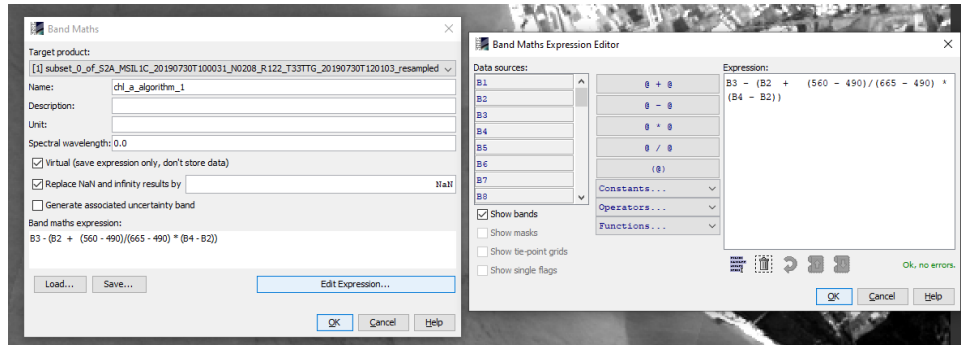 Band Maths
Target product:
[1] subset_0_of_S2A_MSIL1C_20190730T100031_N0208_R122_T33TTG_20190730T120103_resampled
Name: chl_a_algorithm_1
Description:
Unit:
Spectral wavelength: 0.0
Virtual (save expression only, don't store data)
Replace NaN and infinity results by NaN
Generate associated uncertainty band
Band maths expression:
B3 - (B2 + (560 - 490)/(665 - 490) * (B4 - B2))
Load... Save... Edit Expression...
OK Cancel Help
Band Maths Expression Editor
Data sources: Expression:
B1
B2
B3
B4
B5
B6
B7
B8
Show bands
Show masks
Show tie-point grids
Show single flags
@ + @
@ - @
@ * @
@ / @
(@)
Constants...
Operators...
Functions...
B3 - (B2 + (560 - 490)/(665 - 490) *
(B4 - B2))
Ok, no errors.
OK Cancel Help